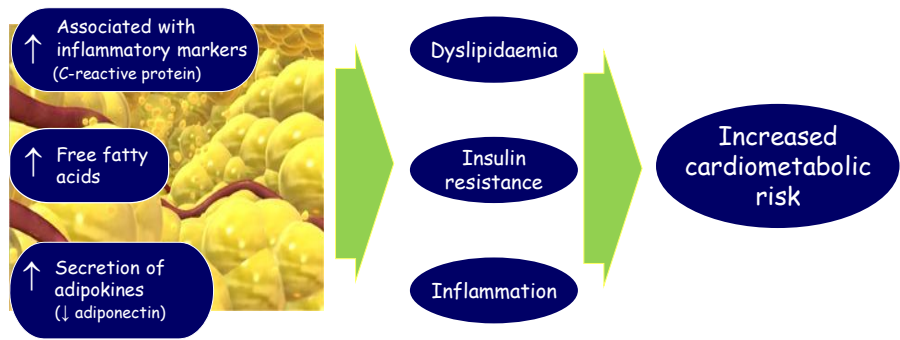 ↑ Associated with
inflammatory markers
(C-reactive protein)
↑ Free fatty
acids
↑ Secretion of
adipokines
(↓ adiponectin)
Dyslipidaemia
Insulin
resistance
Inflammation
Increased
cardiometabolic
risk